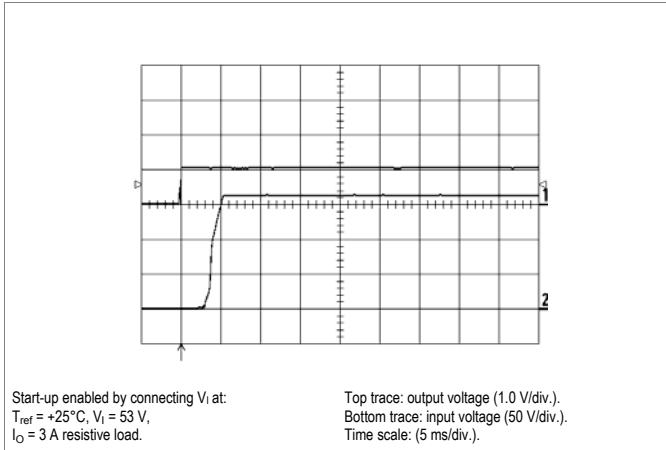 1
2
Start-up enabled by connecting VI at:
Tref = +25°C, VI = 53 V,
IO = 3 A resistive load.
Top trace: output voltage (1.0 V/div.).
Bottom trace: input voltage (50 V/div.).
Time scale: (5 ms/div.).